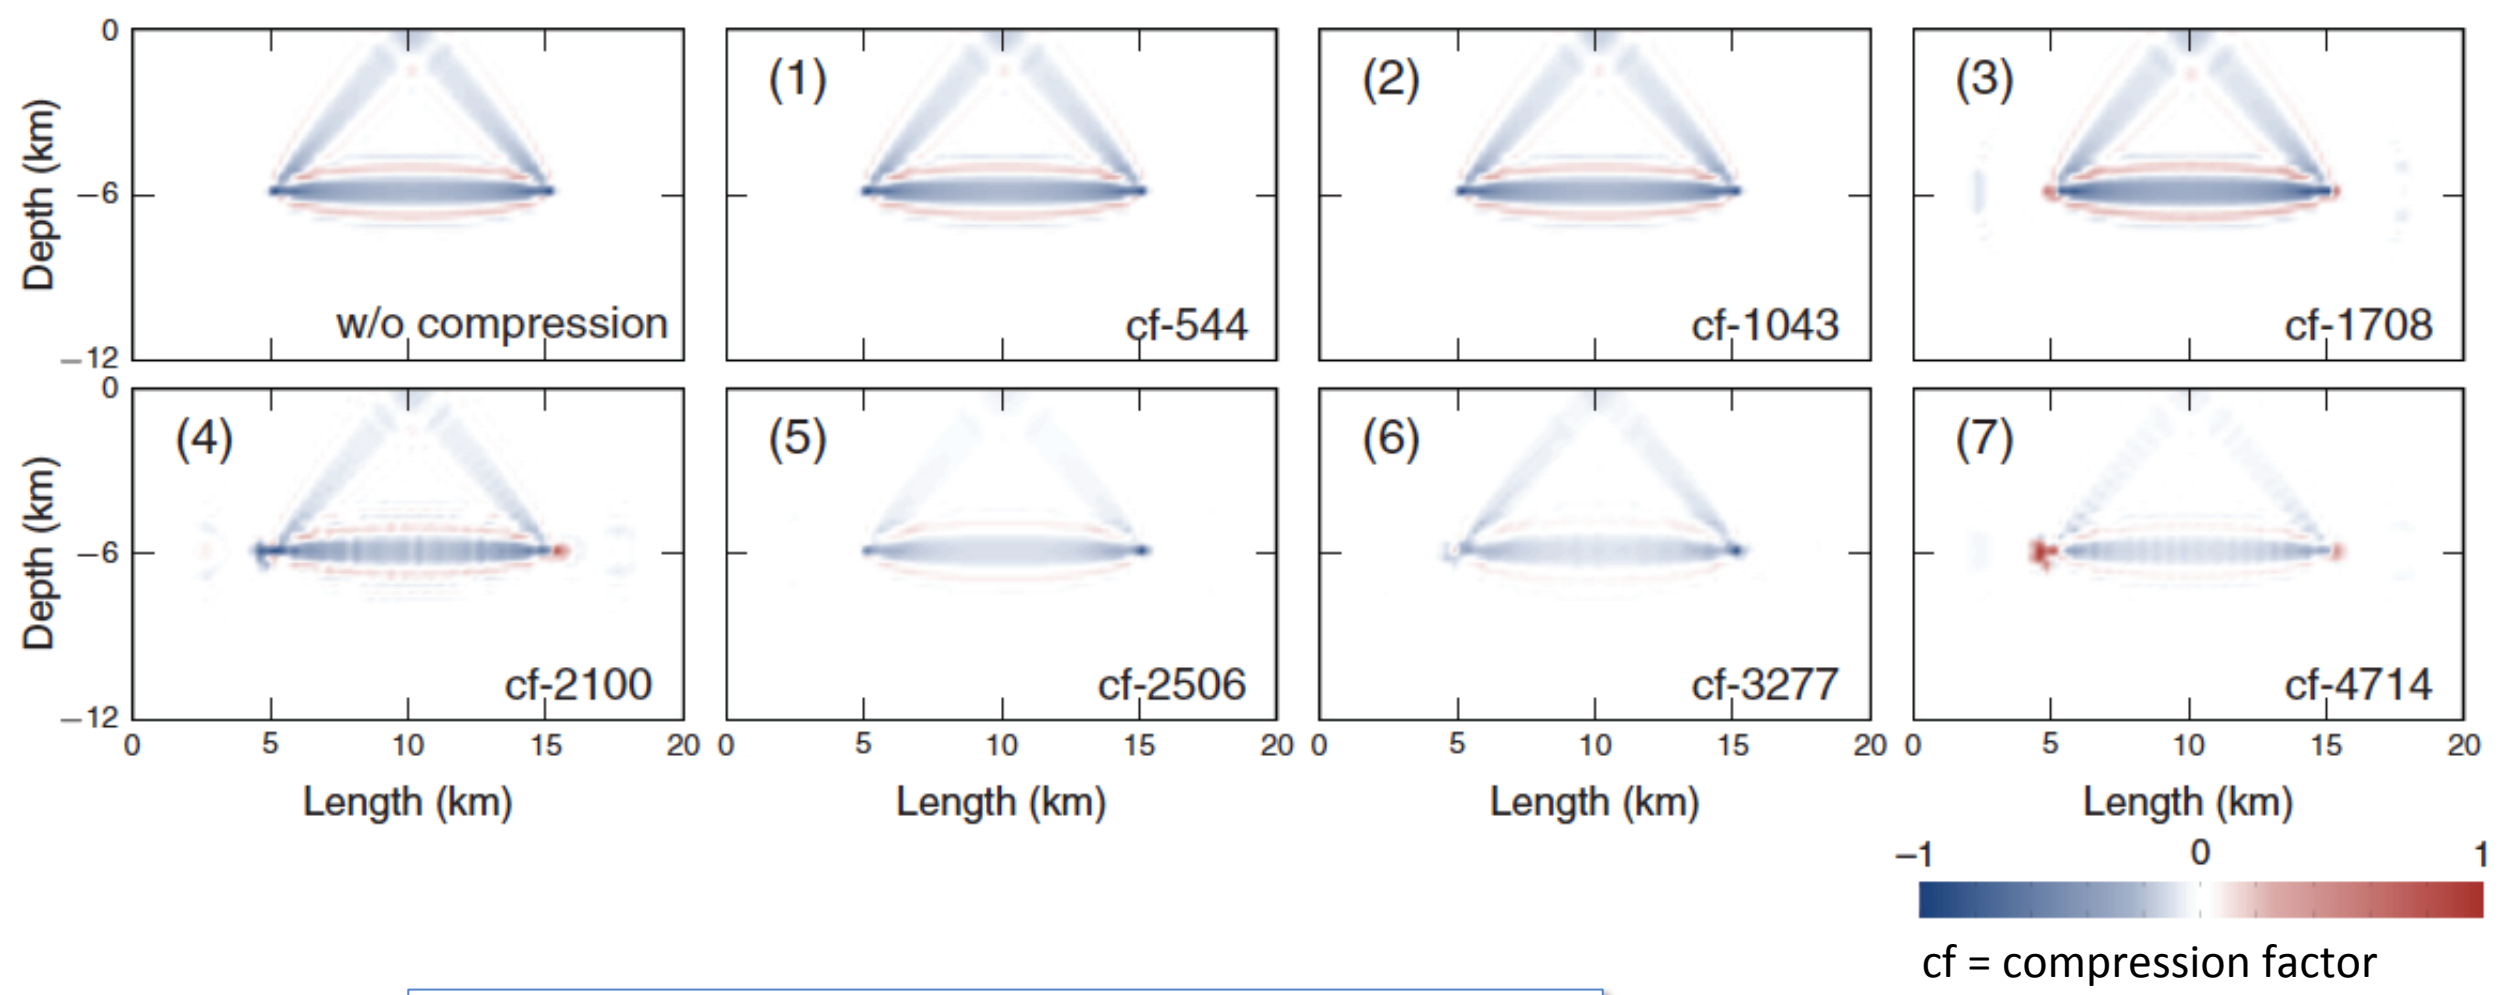 0
Depth (km)
−6
−12
w/o compression
(1)
cf-544
(2)
cf-1043
(3)
cf-1708
0
Depth (km)
−6
−12
(4)
cf-2100
(5)
cf-2506
(6)
cf-3277
(7)
cf-4714
0 5 10 15 20 0 5 10 15 20 0 5 10 15 20 0 5 10 15 20
Length (km) Length (km) Length (km) Length (km)
−1 0 1
cf = compression factor